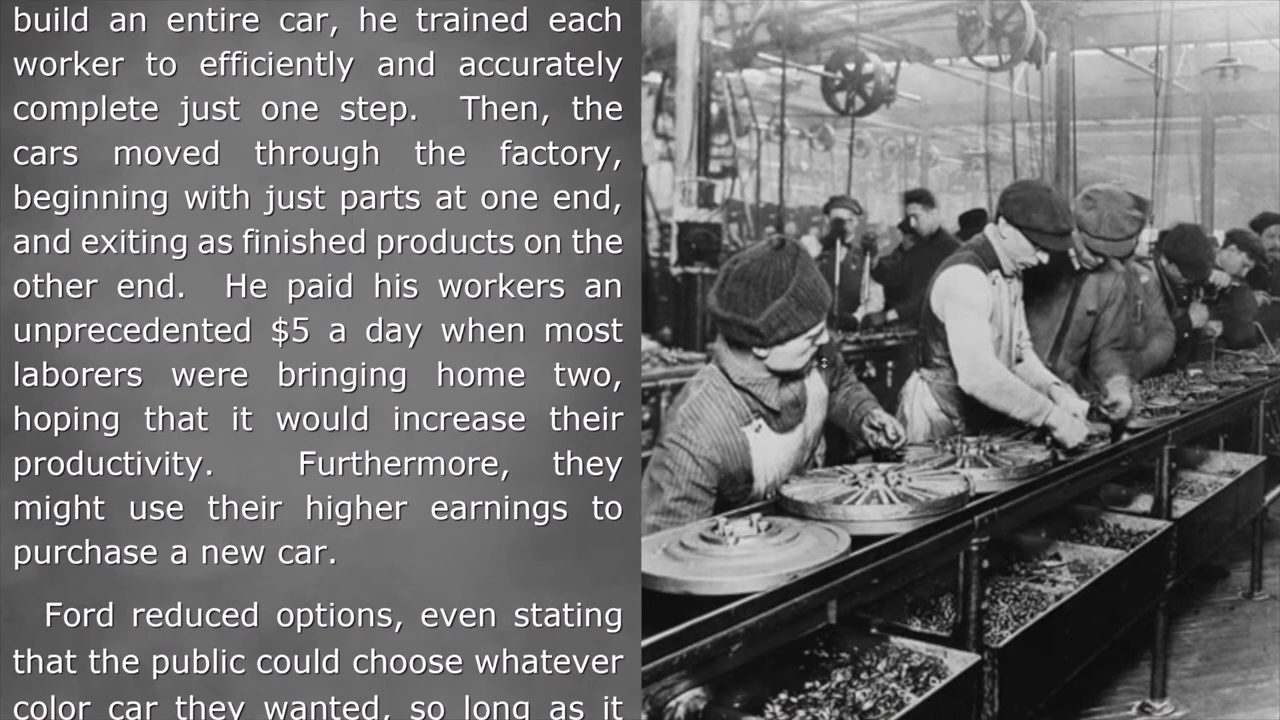 build an entire car, he trained each
worker to efficiently and accurately
complete just one step. Then, the
cars moved through the factory,
beginning with just parts at one end,
and exiting as finished products on the
other end. He paid his workers an
unprecedented $5 a day when most
laborers were bringing home two,
hoping that it would increase their
productivity. Furthermore, they
might use their higher earnings to
purchase a new car.
Ford reduced options, even stating
that the public could choose whatever
color car they wanted, so long as it